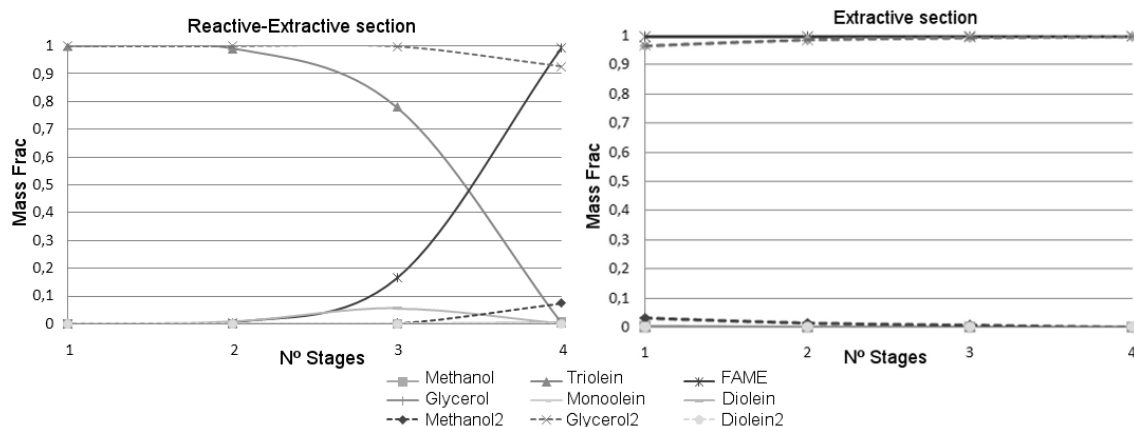 Reactive-Extractive section
1
0,9
0,8
0,7
0,6
0,5
0,4
0,3
0,2
0,1
0
Mass Frac
1 2 3 4
Nº Stages
Extractive section
1
0,9
0,8
0,7
0,6
0,5
0,4
0,3
0,2
0,1
0
Mass Frac
1 2 3 4
Nº Stages
Methanol Triolein FAME
Glycerol Monoolein Diolein
Methanol2 Glycerol2 Diolein2